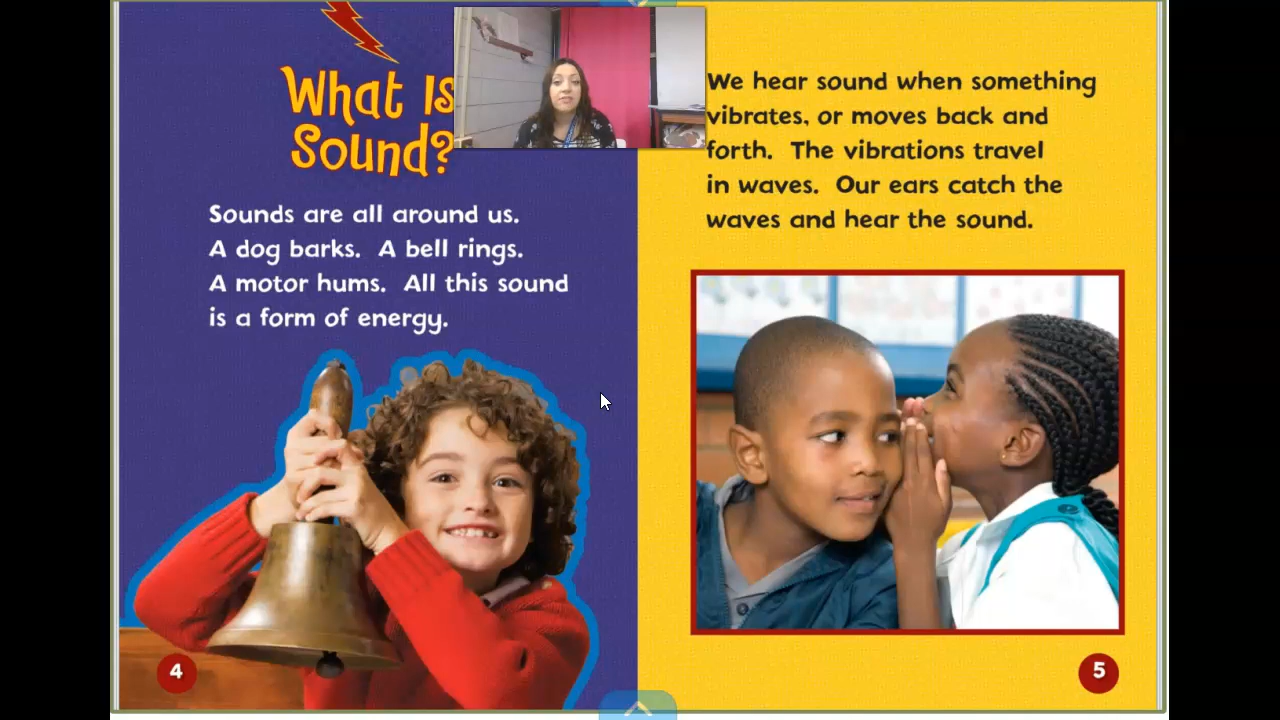 What Is
Sound?
Sounds are all around us.
A dog barks.  A bell rings.
A motor hums.  All this sound
is a form of energy.
4
We hear sound when something
vibrates, or moves back and
forth.  The vibrations travel
in waves.  Our ears catch the
waves and hear the sound.
5